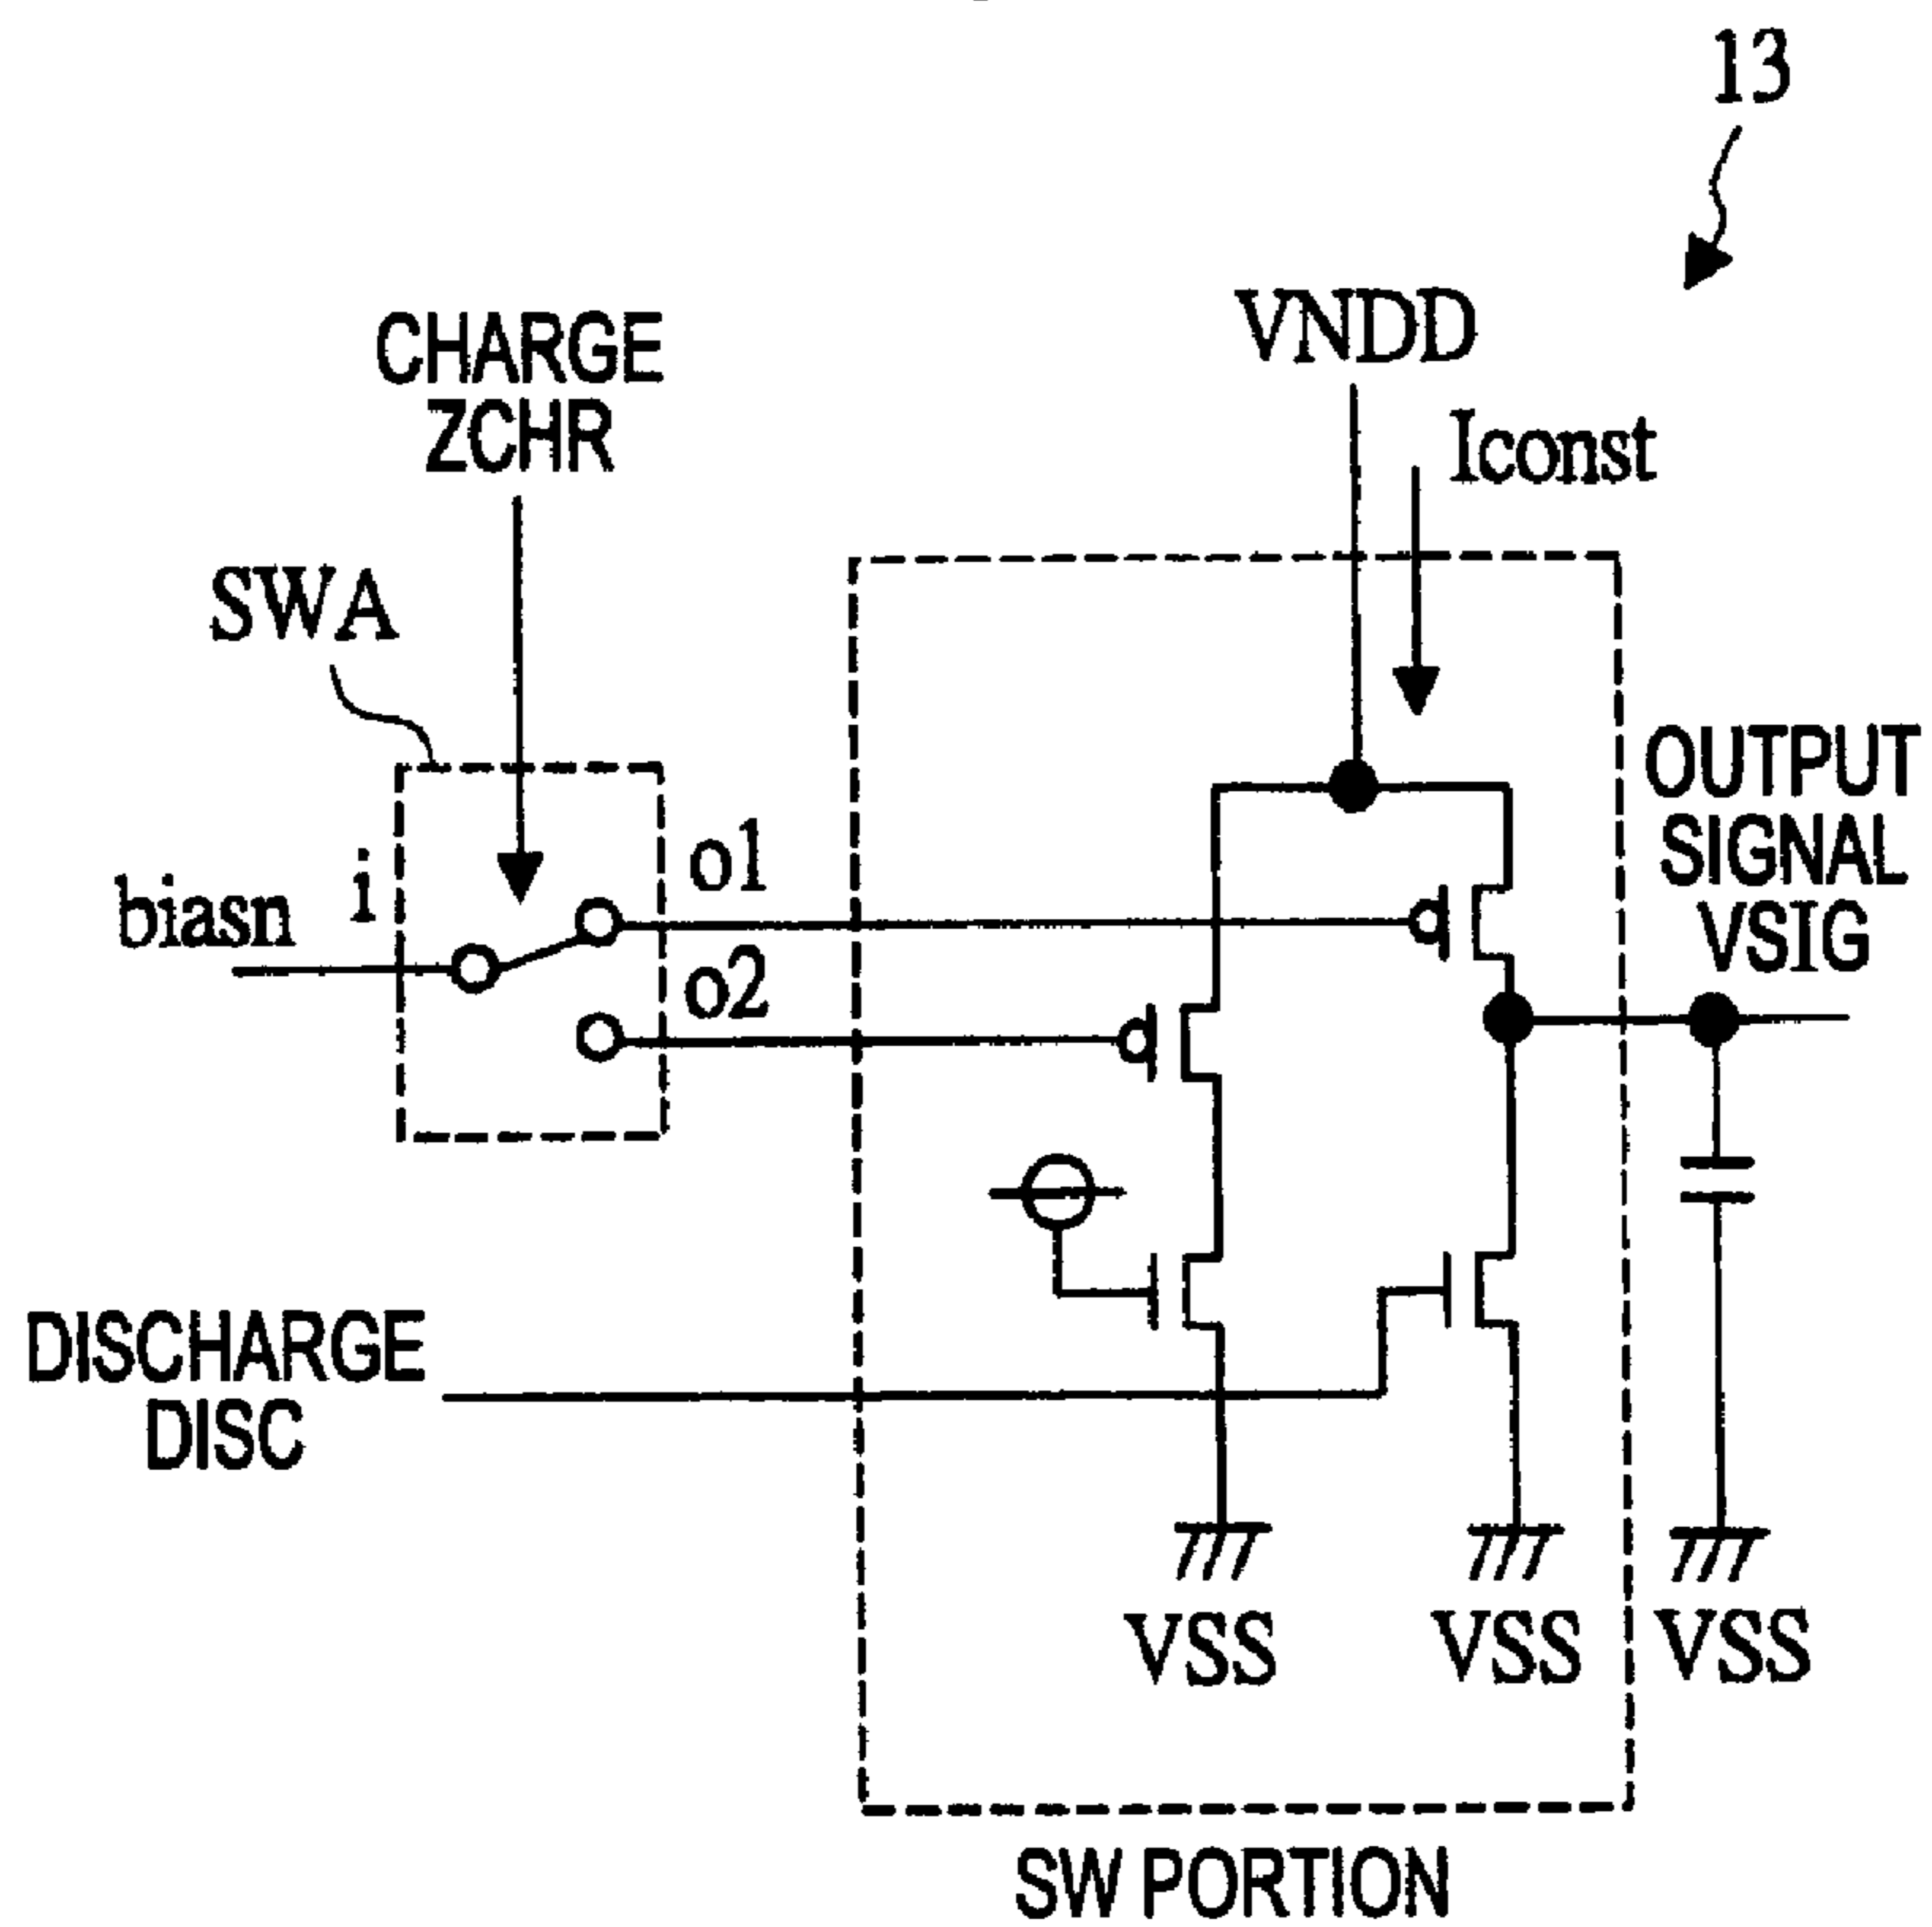 13
CHARGE
ZCHR
VNDD
Iconst
SWA
OUTPUT
SIGNAL
VSIG
biasn
i
o1
o2
DISCHARGE
DISC
VSS
VSS
VSS
SW PORTION